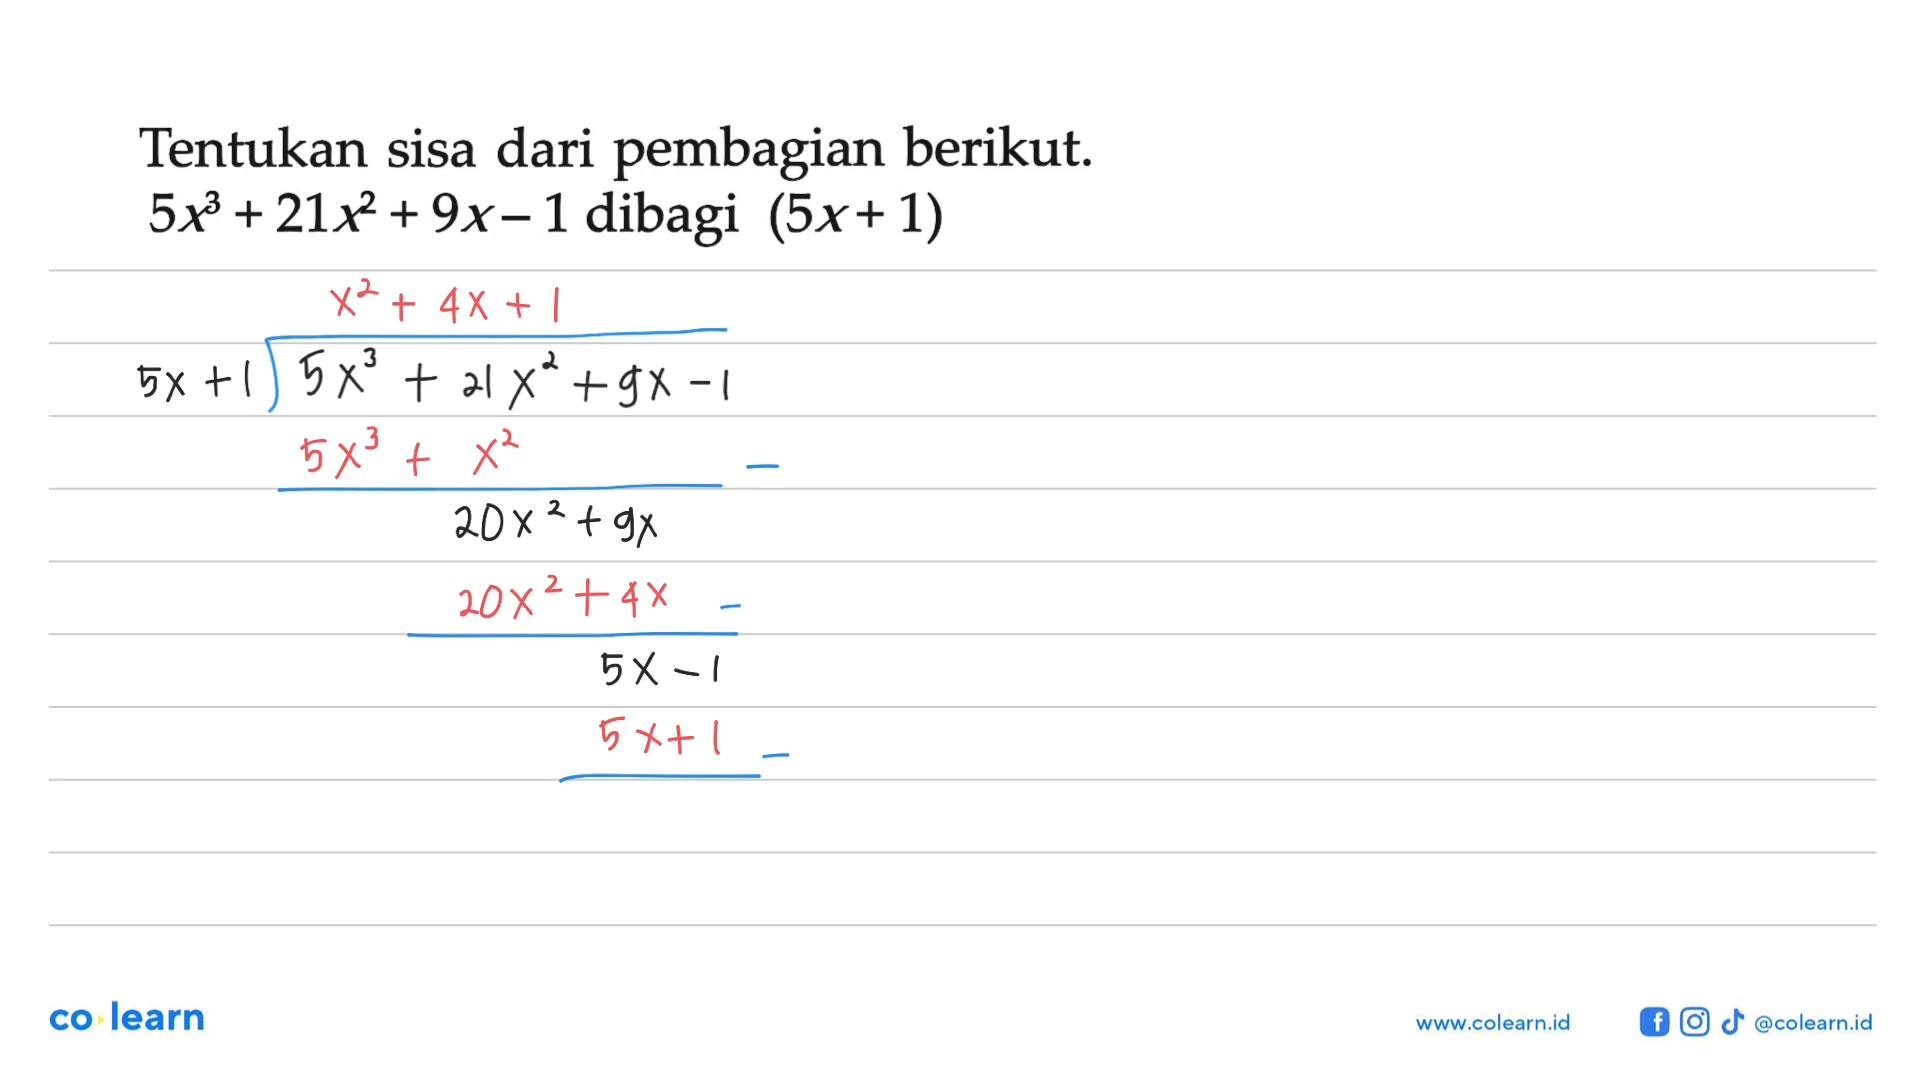 Tentukan sisa dari pembagian berikut.
5x³ + 21x² + 9x – 1 dibagi (5x + 1)
x² + 4x + 1
5x + 1 ) 5x³ + 21x² + 9x - 1
5x³ + x² -
20x² + 9x
20x² + 4x -
5x - 1
5x + 1 -
co learn
www.colearn.id
@colearn.id